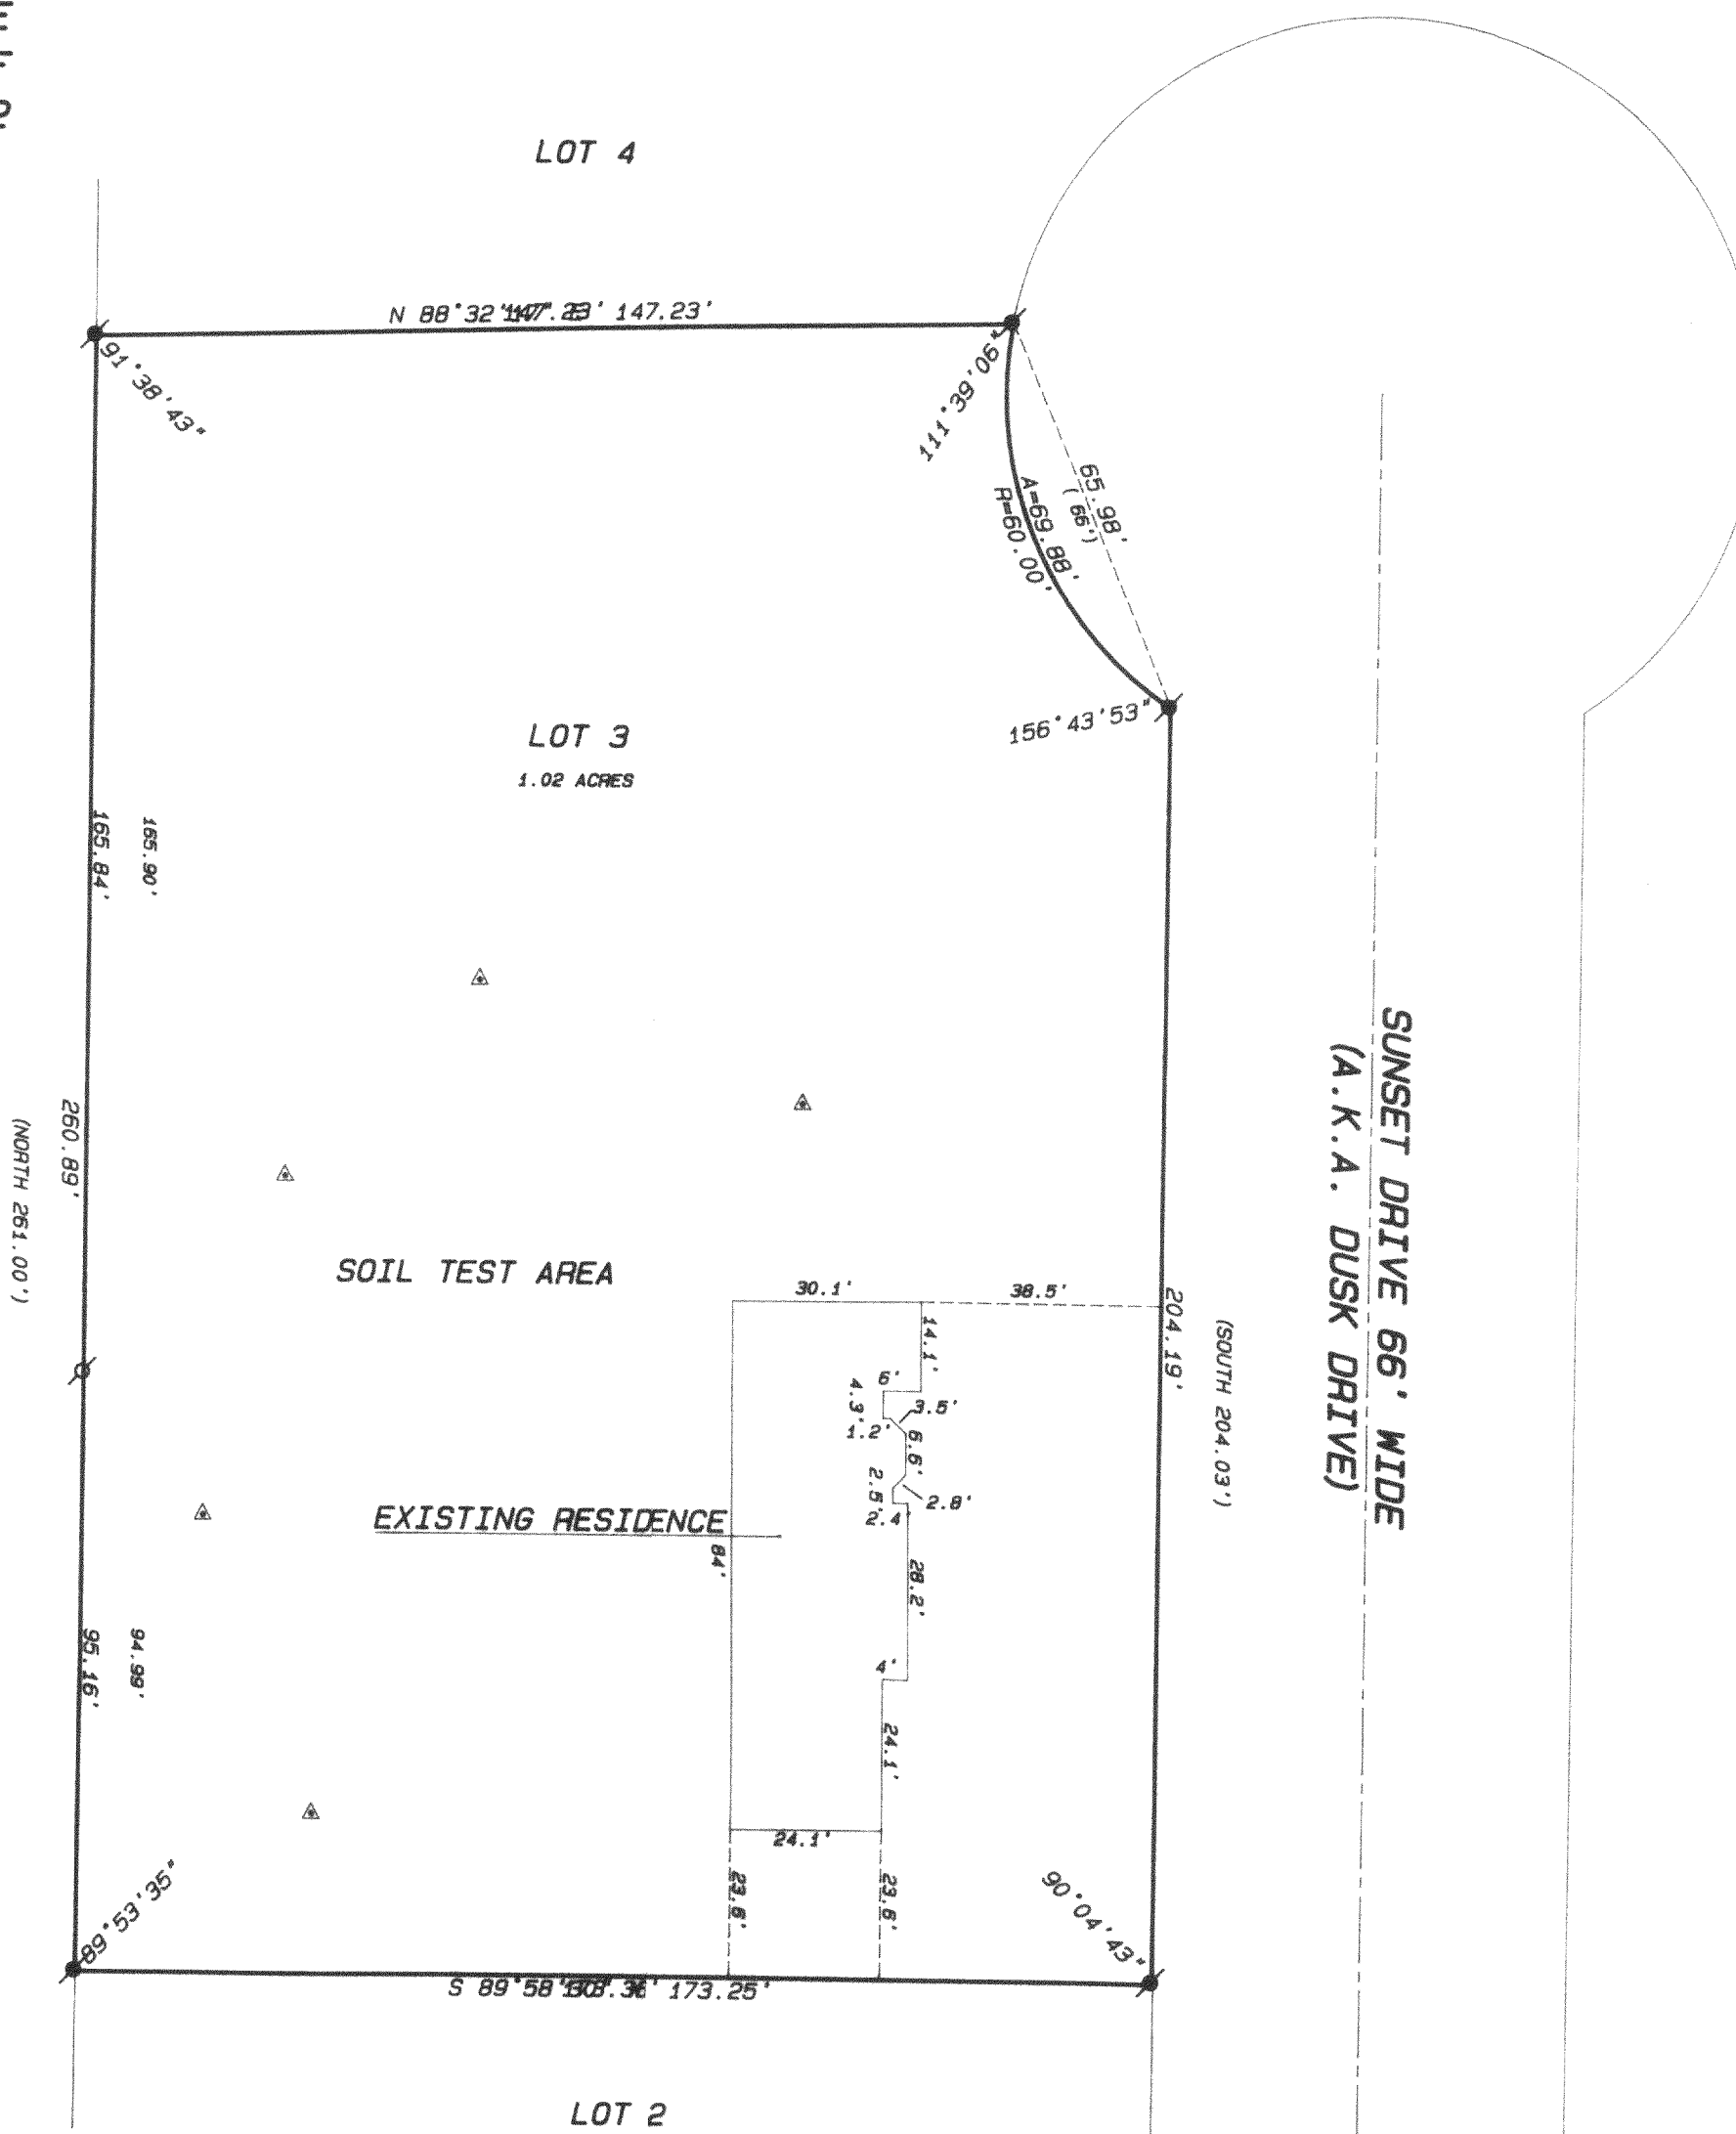 LOT 4
N 88°32' 147.23'
91°38'43"
111°39'06"
65.98'
(66')
A=69.88'
R=60.00'
156°43'53"
LOT 3
1.02 ACRES
165.90'
165.84'
260.89'
(NORTH 261.00')
SOIL TEST AREA
30.1'
38.5'
14.1'
6'
4.3'
3.5'
1.2'
6.6'
2.5'
2.8'
2.4'
EXISTING RESIDENCE
84'
28.2'
4'
24.1'
24.1'
204.19'
(SOUTH 204.03')
SUNSET DRIVE 66' WIDE
(A.K.A. DUSK DRIVE)
94.99'
95.16'
23.8'
23.8'
89°53'35"
90°04'43"
S 89°58' 173.25'
LOT 2